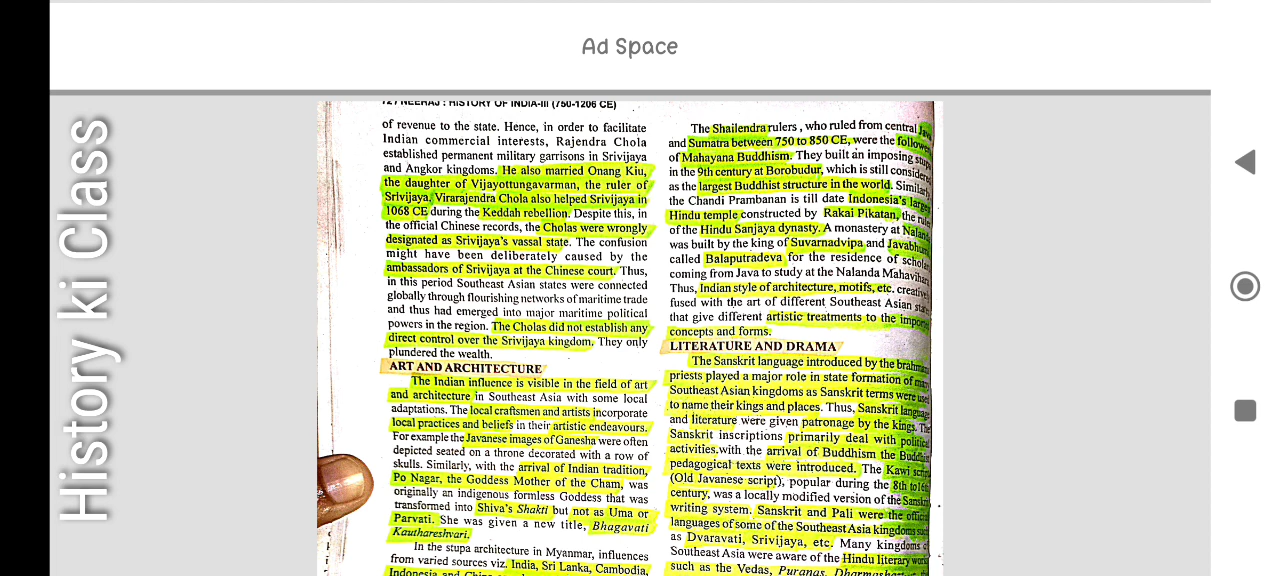 Ad Space
History ki Class
HISTORY OF INDIA-III (750-1206 CE)
of revenue to the state. Hence, in order to facilitate
Indian commercial interests, Rajendra Chola
established permanent military garrisons in Srivijaya
and Angkor kingdoms. He also married Onang Kiu,
the daughter of Vijayottungavarman, the ruler of
Srivijaya. Virarajendra Chola also helped Srivijaya in
1068 CE during the Keddah rebellion. Despite this, in
the official Chinese records, the Cholas were wrongly
designated as Srivijaya's vassal state. The confusion
might have been deliberately caused by the
ambassadors of Srivijaya at the Chinese court. Thus,
in this period Southeast Asian states were connected
globally through flourishing networks of maritime trade
and thus had emerged into major maritime political
powers in the region. The Cholas did not establish any
direct control over the Srivijaya kingdom. They only
plundered the wealth.
ART AND ARCHITECTURE
The Indian influence is visible in the field of art
and architecture in Southeast Asia with some local
adaptations. The local craftsmen and artists incorporate
local practices and beliefs in their artistic endeavours.
For example the Javanese images of Ganesha were often
depicted seated on a throne decorated with a row of
skulls. Similarly, with the arrival of Indian tradition,
Po Nagar, the Goddess Mother of the Cham, was
originally an indigenous formless Goddess that was
transformed into Shiva's Shakti but not as Uma or
Parvati. She was given a new title, Bhagavati
Kauthareshvari.
In the stupa architecture in Myanmar, influences
from varied sources viz. India, Sri Lanka, Cambodia,
Indonesia and
The Shailendra rulers , who ruled from central Java
and Sumatra between 750 to 850 CE, were the
of Mahayana Buddhism. They built an imposing
in the 9th century at Borobudur, which is still
as the largest Buddhist structure in the world.
the Chandi Prambanan is till date Indonesia's
Hindu temple constructed by Rakai Pikatan, the
of the Hindu Sanjaya dynasty. A monastery at
was built by the king of Suvarnadvipa and
called Balaputradeva for the residence of
coming from Java to study at the Nalanda
Thus, Indian style of architecture, motifs, etc.
fused with the art of different Southeast Asian
that give different artistic treatments to the
concepts and forms.
LITERATURE AND DRAMA
The Sanskrit language introduced by the
priests played a major role in state formation of
Southeast Asian kingdoms as Sanskrit terms were
to name their kings and places. Thus, Sanskrit
and literature were given patronage by the kings.
Sanskrit inscriptions primarily deal with
activities.with the arrival of Buddhism the
pedagogical texts were introduced. The Kawi
(Old Javanese script), popular during the 8th
century, was a locally modified version of the
writing system. Sanskrit and Pali were the
languages of some of the Southeast Asia kingdoms
as Dvaravati, Srivijaya, etc. Many kingdoms
Southeast Asia were aware of the Hindu literary
such as the Vedas, Puranas,